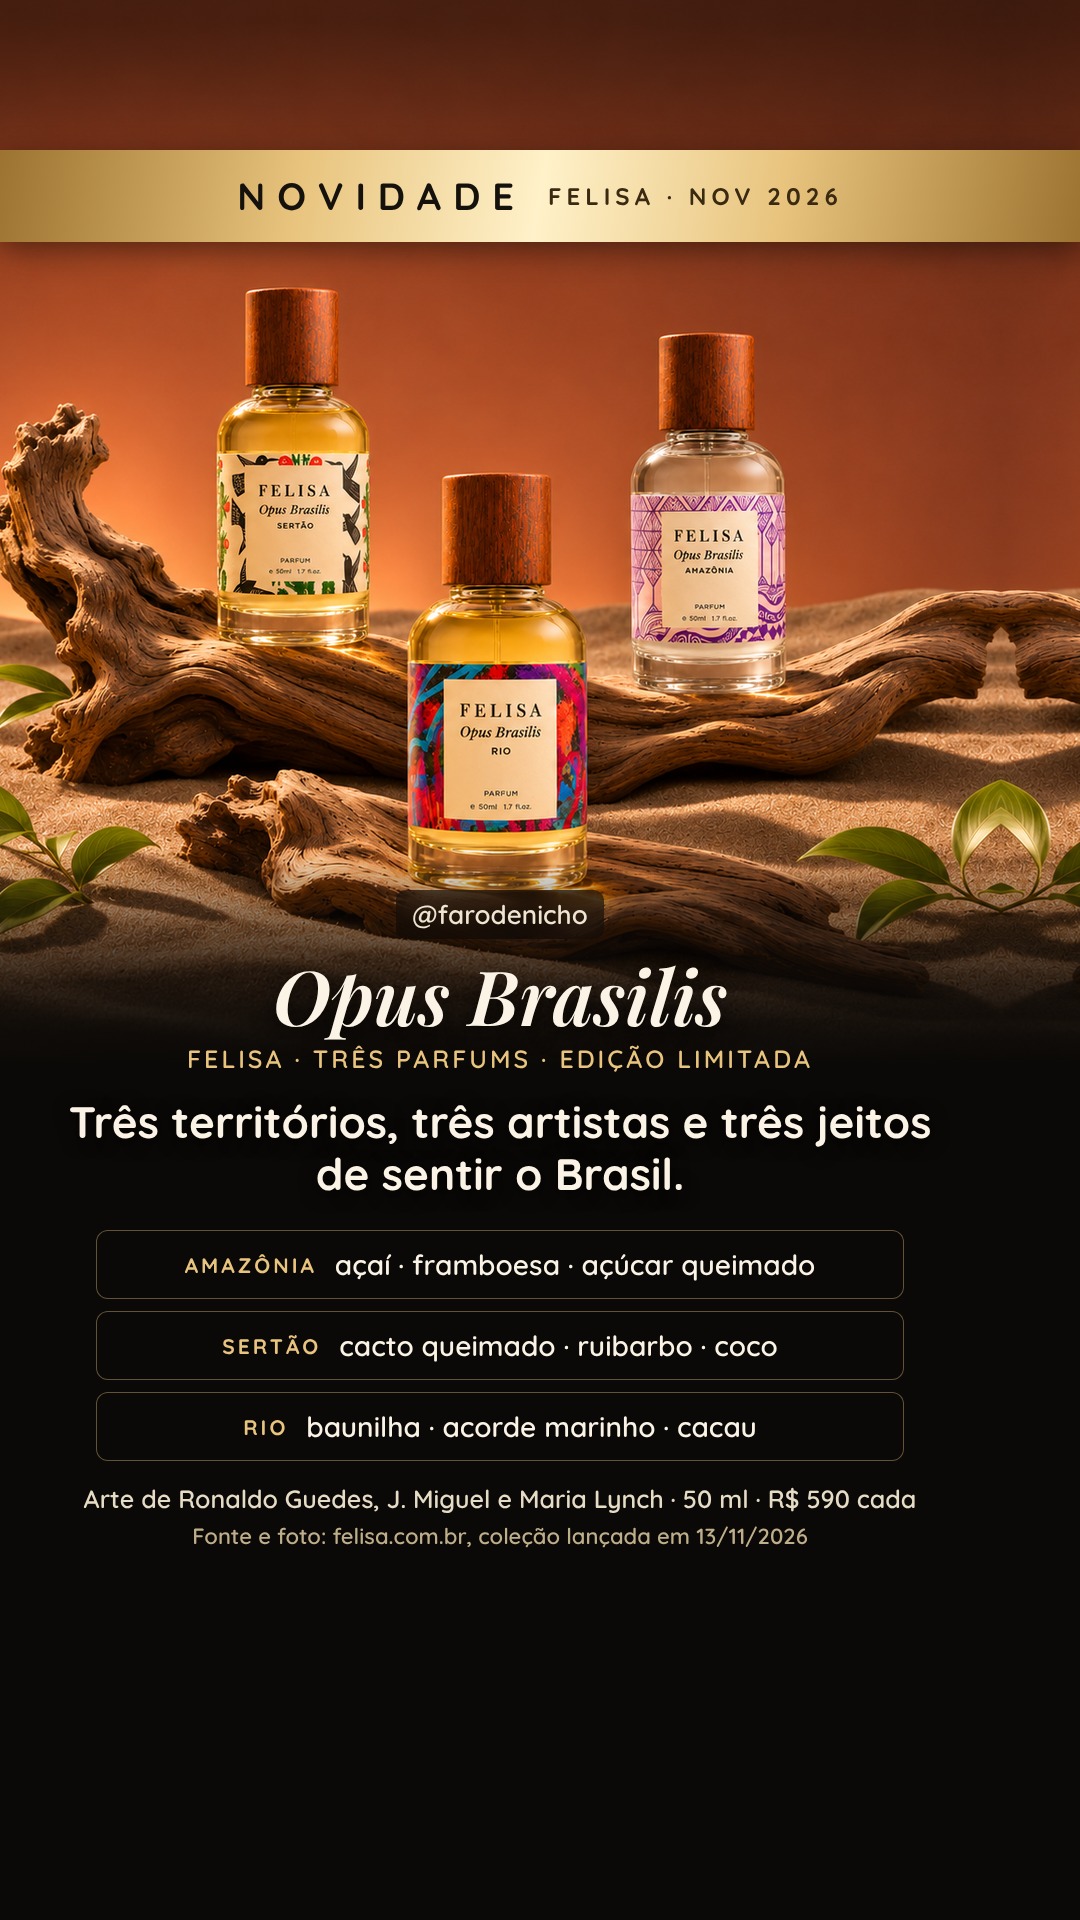 NOVIDADE FELISA · NOV 2026
FELISA
Opus Brasilis
SERTÃO
PARFUM
e 50ml 1.7 fl.oz.
FELISA
Opus Brasilis
AMAZÔNIA
PARFUM
e 50ml 1.7 fl.oz.
FELISA
Opus Brasilis
RIO
PARFUM
e 50ml 1.7 fl.oz.
@farodenicho
Opus Brasilis
FELISA · TRÊS PARFUMS · EDIÇÃO LIMITADA
Três territórios, três artistas e três jeitos
de sentir o Brasil.
AMAZÔNIA açaí · framboesa · açúcar queimado
SERTÃO cacto queimado · ruibarbo · coco
RIO baunilha · acorde marinho · cacau
Arte de Ronaldo Guedes, J. Miguel e Maria Lynch · 50 ml · R$ 590 cada
Fonte e foto: felisa.com.br, coleção lançada em 13/11/2026